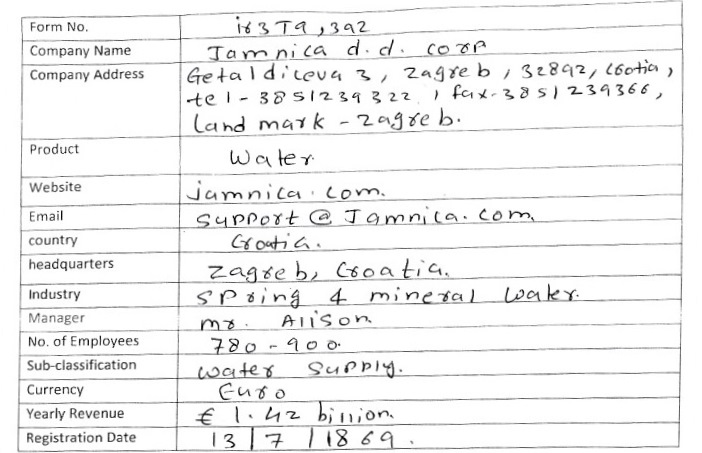 Form No. ir3T9,392
Company Name Jamnica d.d. corp
Company Address Getaldiceva 3, Zagreb, 32892, Croatia,
tel-3851239322, fax-3851239366,
Land mark - Zagreb.
Product Water
Website jamnica.com.
Email support@Jamnica.com
country Croatia.
headquarters Zagreb, Croatia.
Industry Spring & mineral water.
Manager mr. Alison
No. of Employees 780-900.
Sub-classification water supply.
Currency Euro
Yearly Revenue € 1.42 billion
Registration Date 13/7/1869.